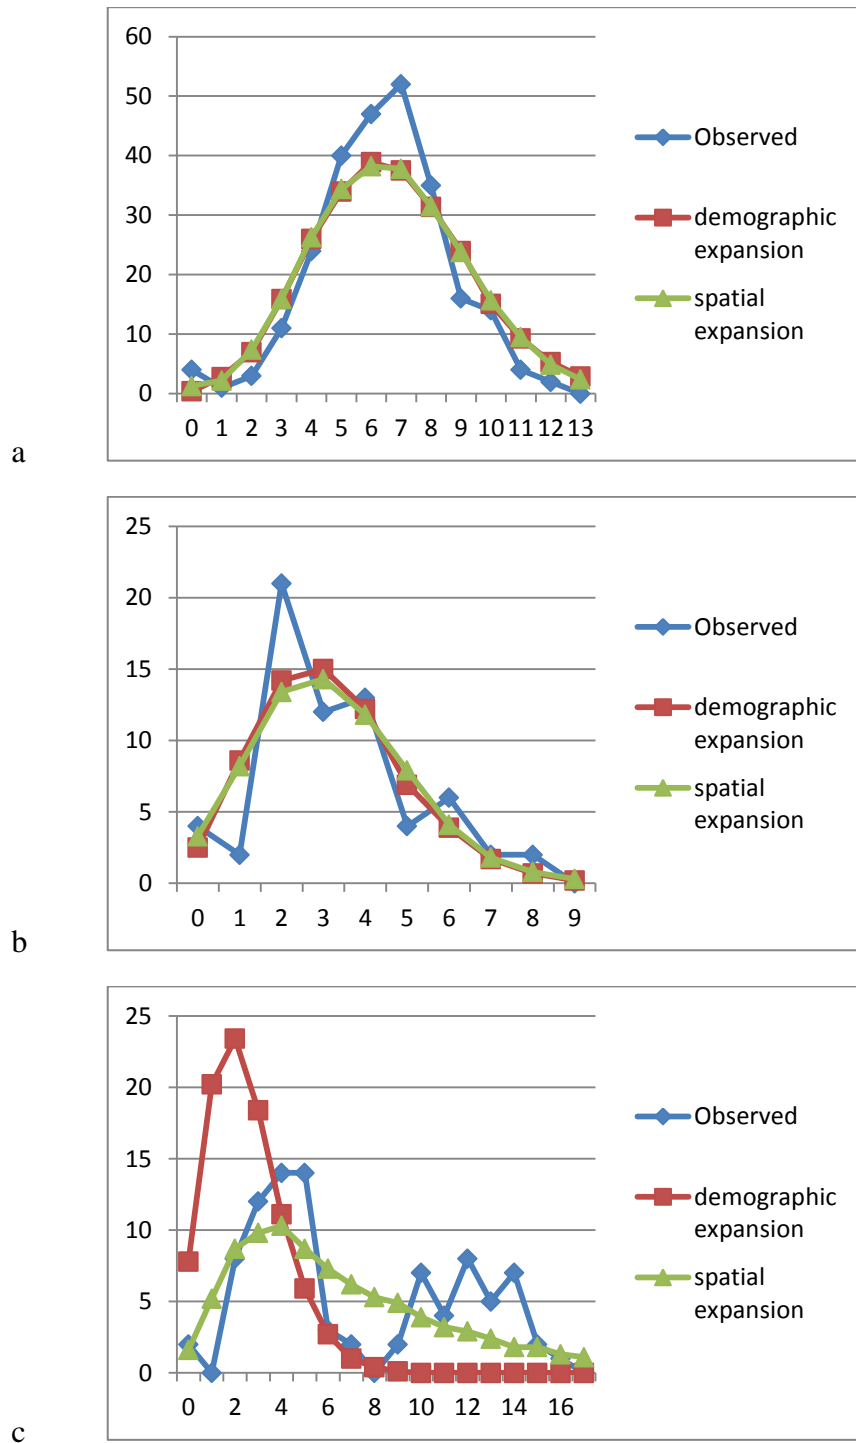 60
50
40
30
20
10
0
0 1 2 3 4 5 6 7 8 9 10 11 12 13
Observed
demographic
expansion
spatial
expansion
a
25
20
15
10
5
0
0 1 2 3 4 5 6 7 8 9
Observed
demographic
expansion
spatial
expansion
b
25
20
15
10
5
0
0 2 4 6 8 10 12 14 16
Observed
demographic
expansion
spatial
expansion
c